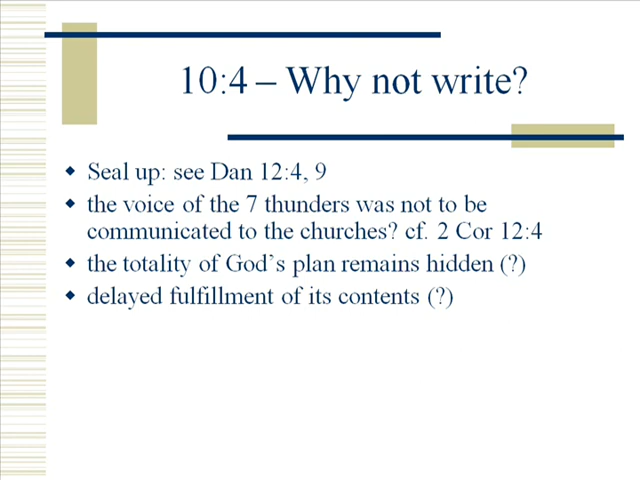 10:4 – Why not write?
Seal up: see Dan 12:4, 9
the voice of the 7 thunders was not to be
communicated to the churches? cf. 2 Cor 12:4
the totality of God’s plan remains hidden (?)
delayed fulfillment of its contents (?)